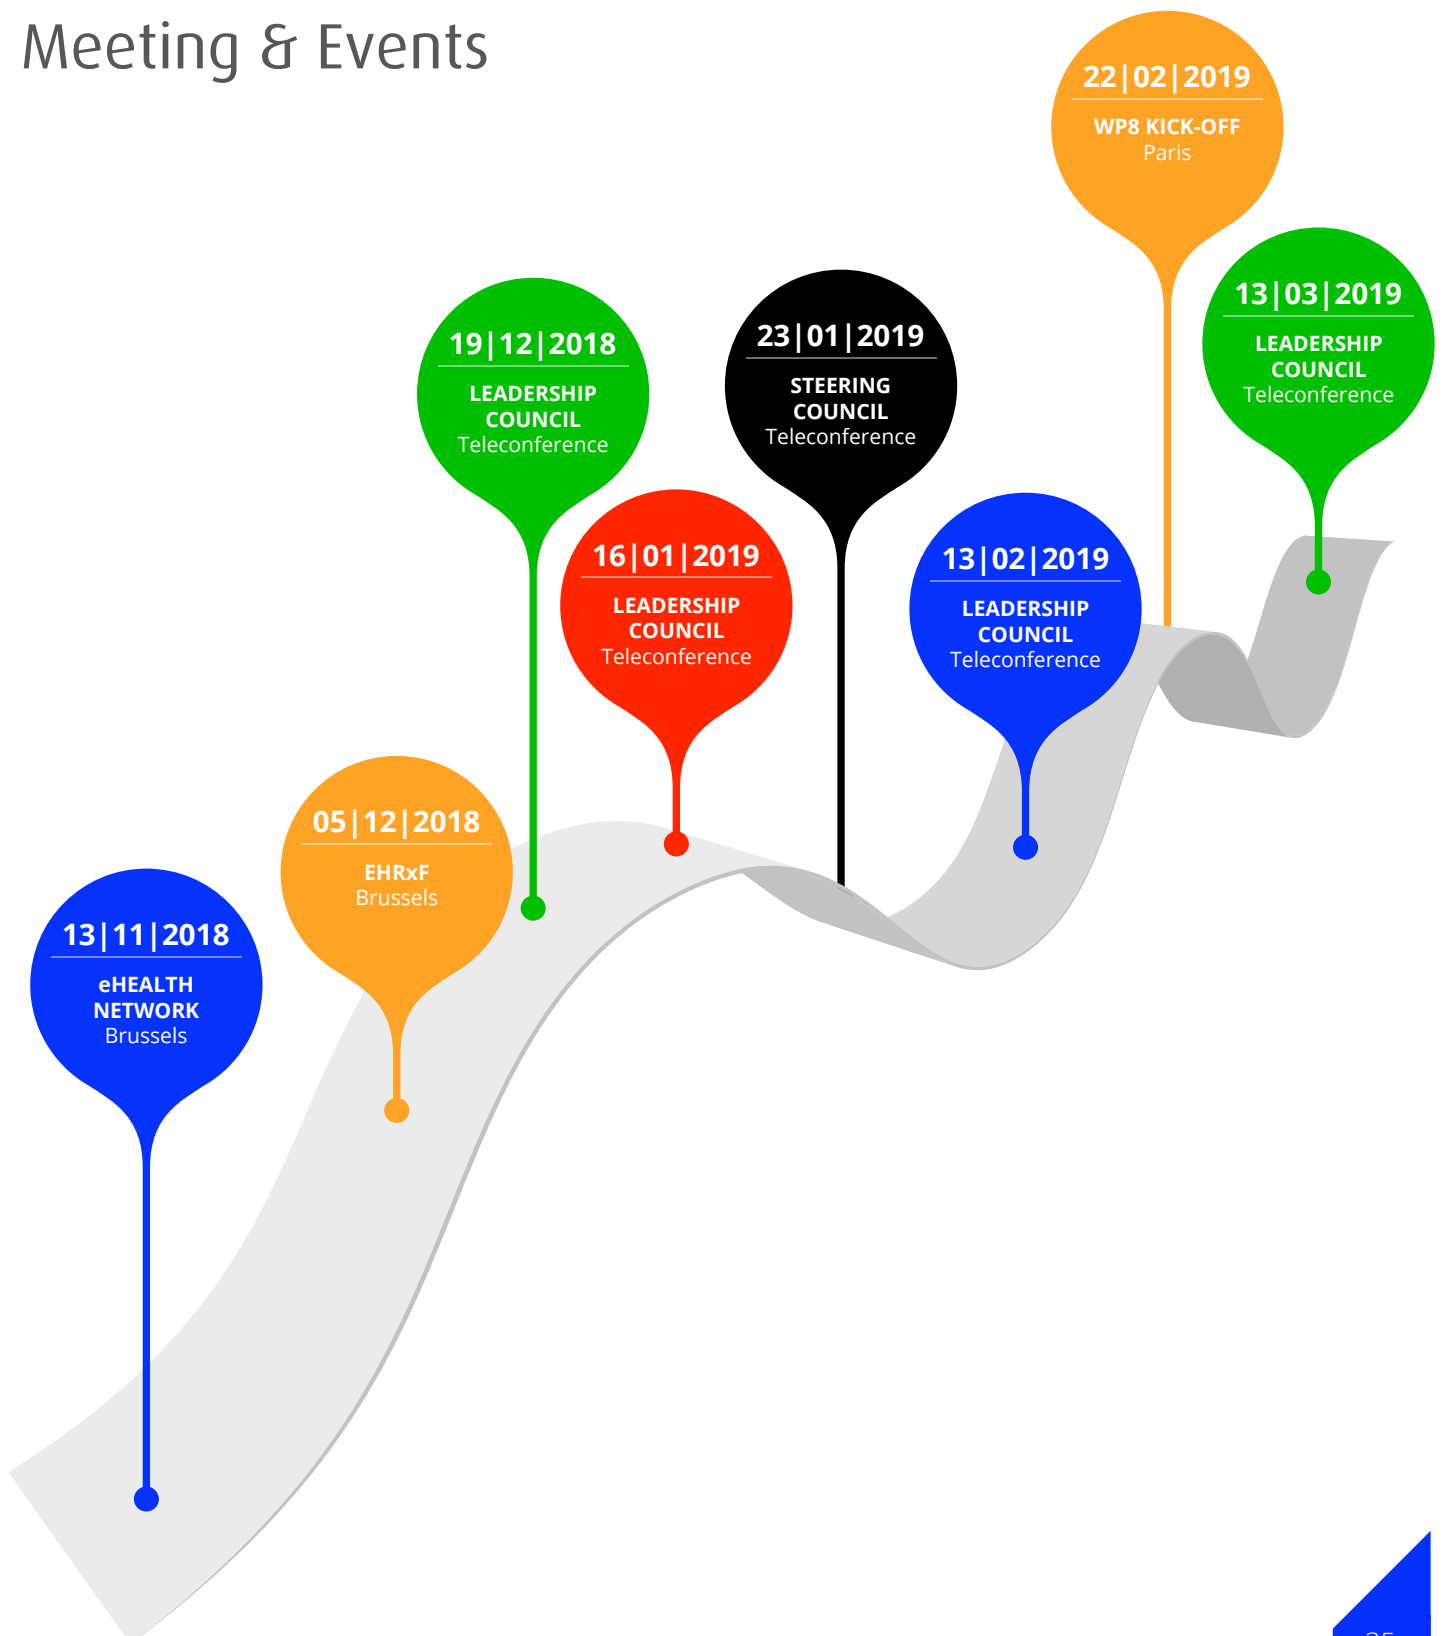 Meeting & Events
13|11|2018
eHEALTH
NETWORK
Brussels
05|12|2018
EHRxF
Brussels
19|12|2018
LEADERSHIP
COUNCIL
Teleconference
16|01|2019
LEADERSHIP
COUNCIL
Teleconference
23|01|2019
STEERING
COUNCIL
Teleconference
13|02|2019
LEADERSHIP
COUNCIL
Teleconference
22|02|2019
WP8 KICK-OFF
Paris
13|03|2019
LEADERSHIP
COUNCIL
Teleconference